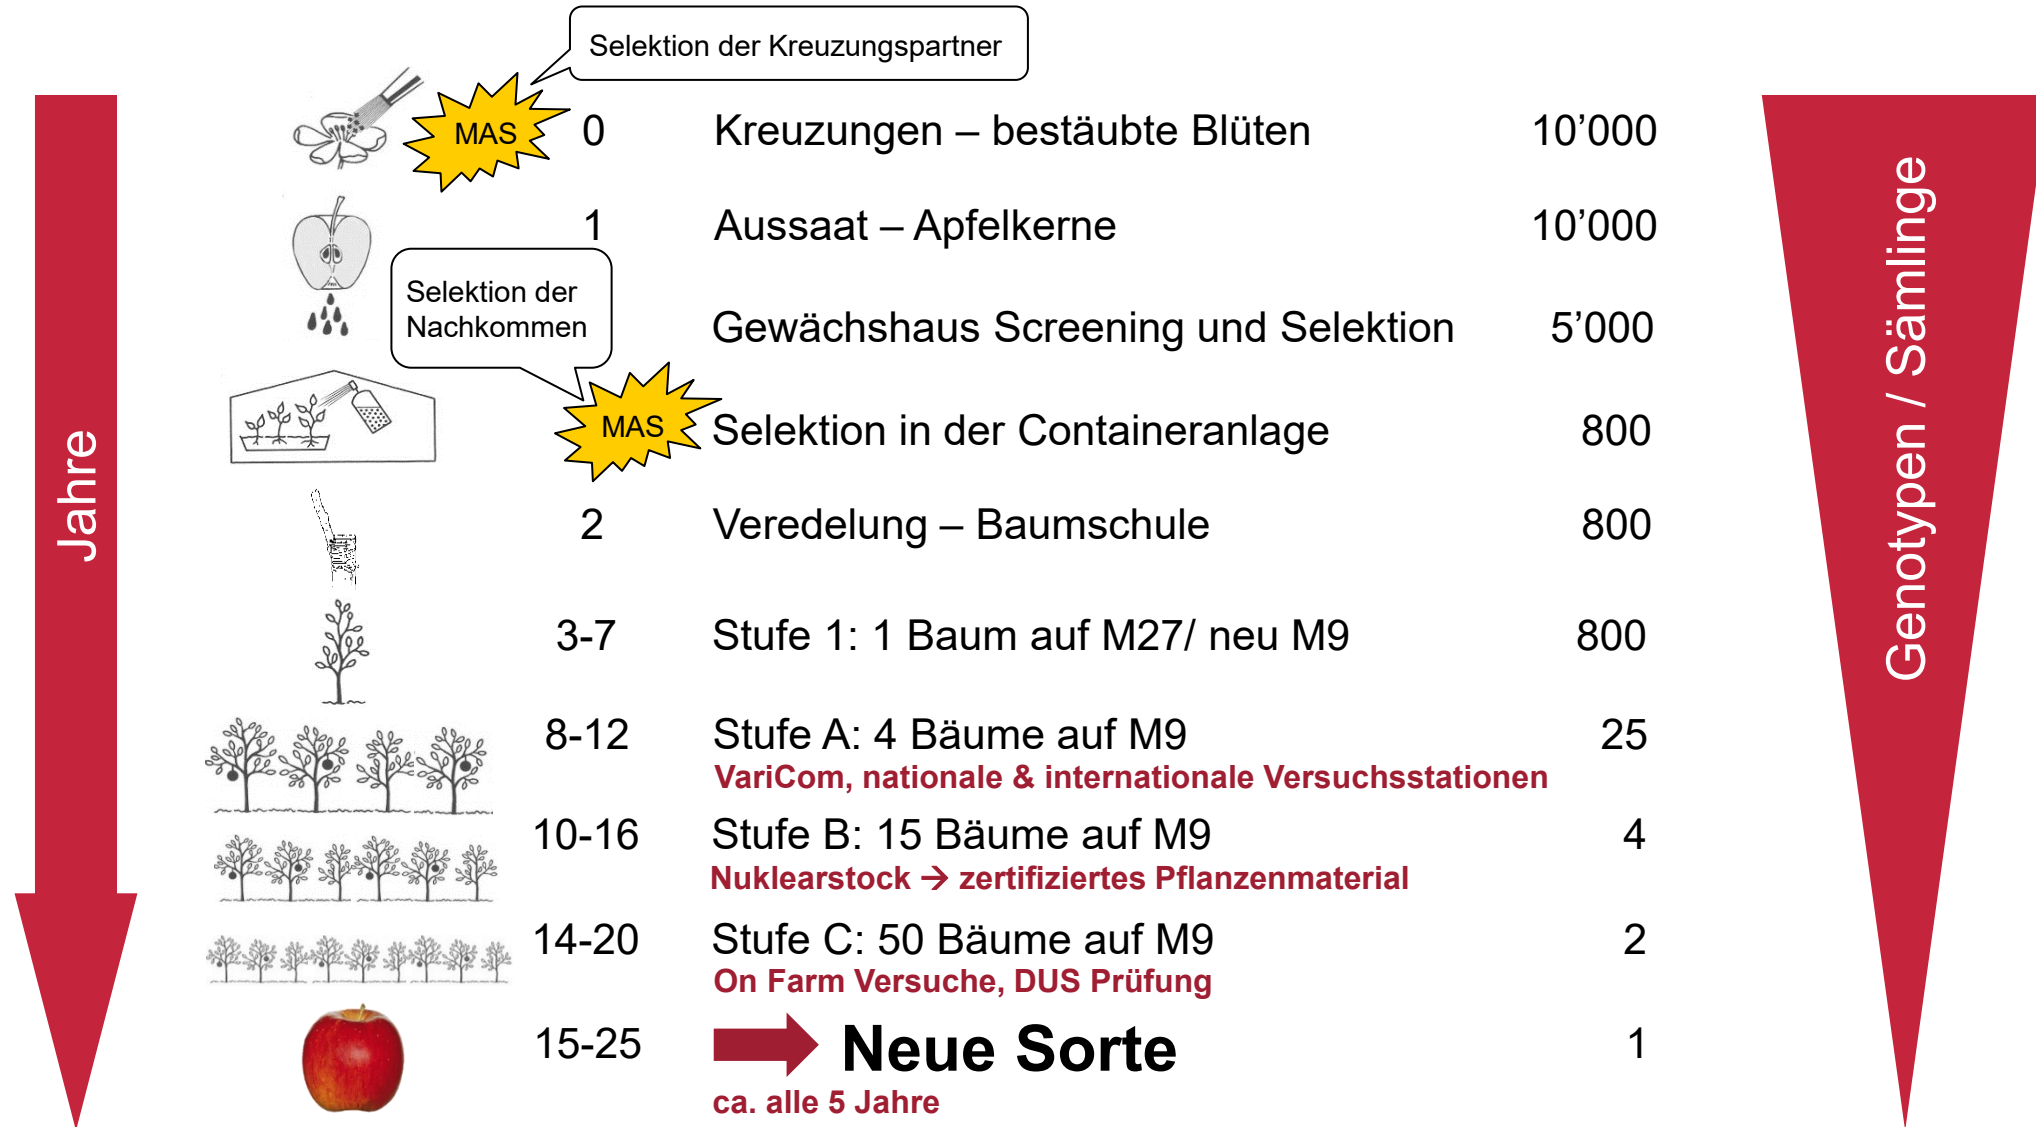 Selektion der Kreuzungspartner
MAS
0 Kreuzungen – bestäubte Blüten 10’000
1 Aussaat – Apfelkerne 10’000
Selektion der
Nachkommen
Gewächshaus Screening und Selektion 5’000
MAS
Selektion in der Containeranlage 800
2 Veredelung – Baumschule 800
3-7 Stufe 1: 1 Baum auf M27/ neu M9 800
8-12 Stufe A: 4 Bäume auf M9 25
VariCom, nationale & internationale Versuchsstationen
10-16 Stufe B: 15 Bäume auf M9 4
Nuklearstock → zertifiziertes Pflanzenmaterial
14-20 Stufe C: 50 Bäume auf M9 2
On Farm Versuche, DUS Prüfung
15-25 Neue Sorte 1
ca. alle 5 Jahre
Jahre
Genotypen / Sämlinge